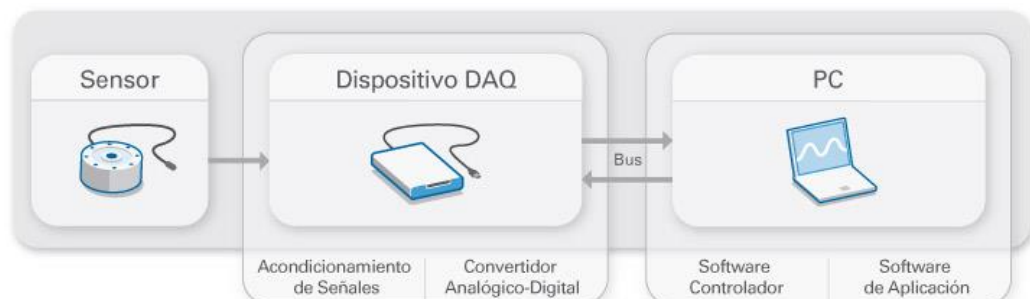 Sensor
Dispositivo DAQ
PC
Bus
Acondicionamiento
de Señales
Convertidor
Analógico-Digital
Software
Controlador
Software
de Aplicación